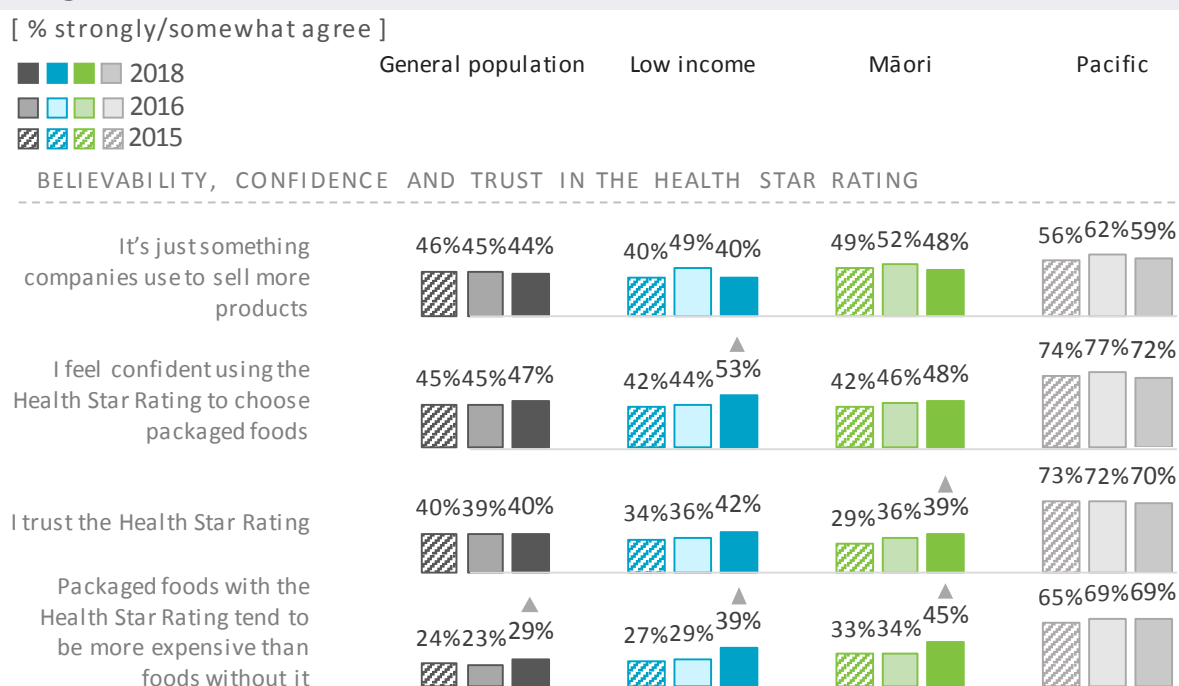 [ % strongly/somewhat agree ]
2018
2016
2015
General population Low income Māori Pacific
BELIEVABILITY, CONFIDENCE AND TRUST IN THE HEALTH STAR RATING
It's just something
companies use to sell more
products
46% 45% 44% 40% 49% 40% 49% 52% 48% 56% 62% 59%
I feel confident using the
Health Star Rating to choose
packaged foods
45% 45% 47% 42% 44% 53% 42% 46% 48% 74% 77% 72%
I trust the Health Star Rating
40% 39% 40% 34% 36% 42% 29% 36% 39% 73% 72% 70%
Packaged foods with the
Health Star Rating tend to
be more expensive than
foods without it
24% 23% 29% 27% 29% 39% 33% 34% 45% 65% 69% 69%